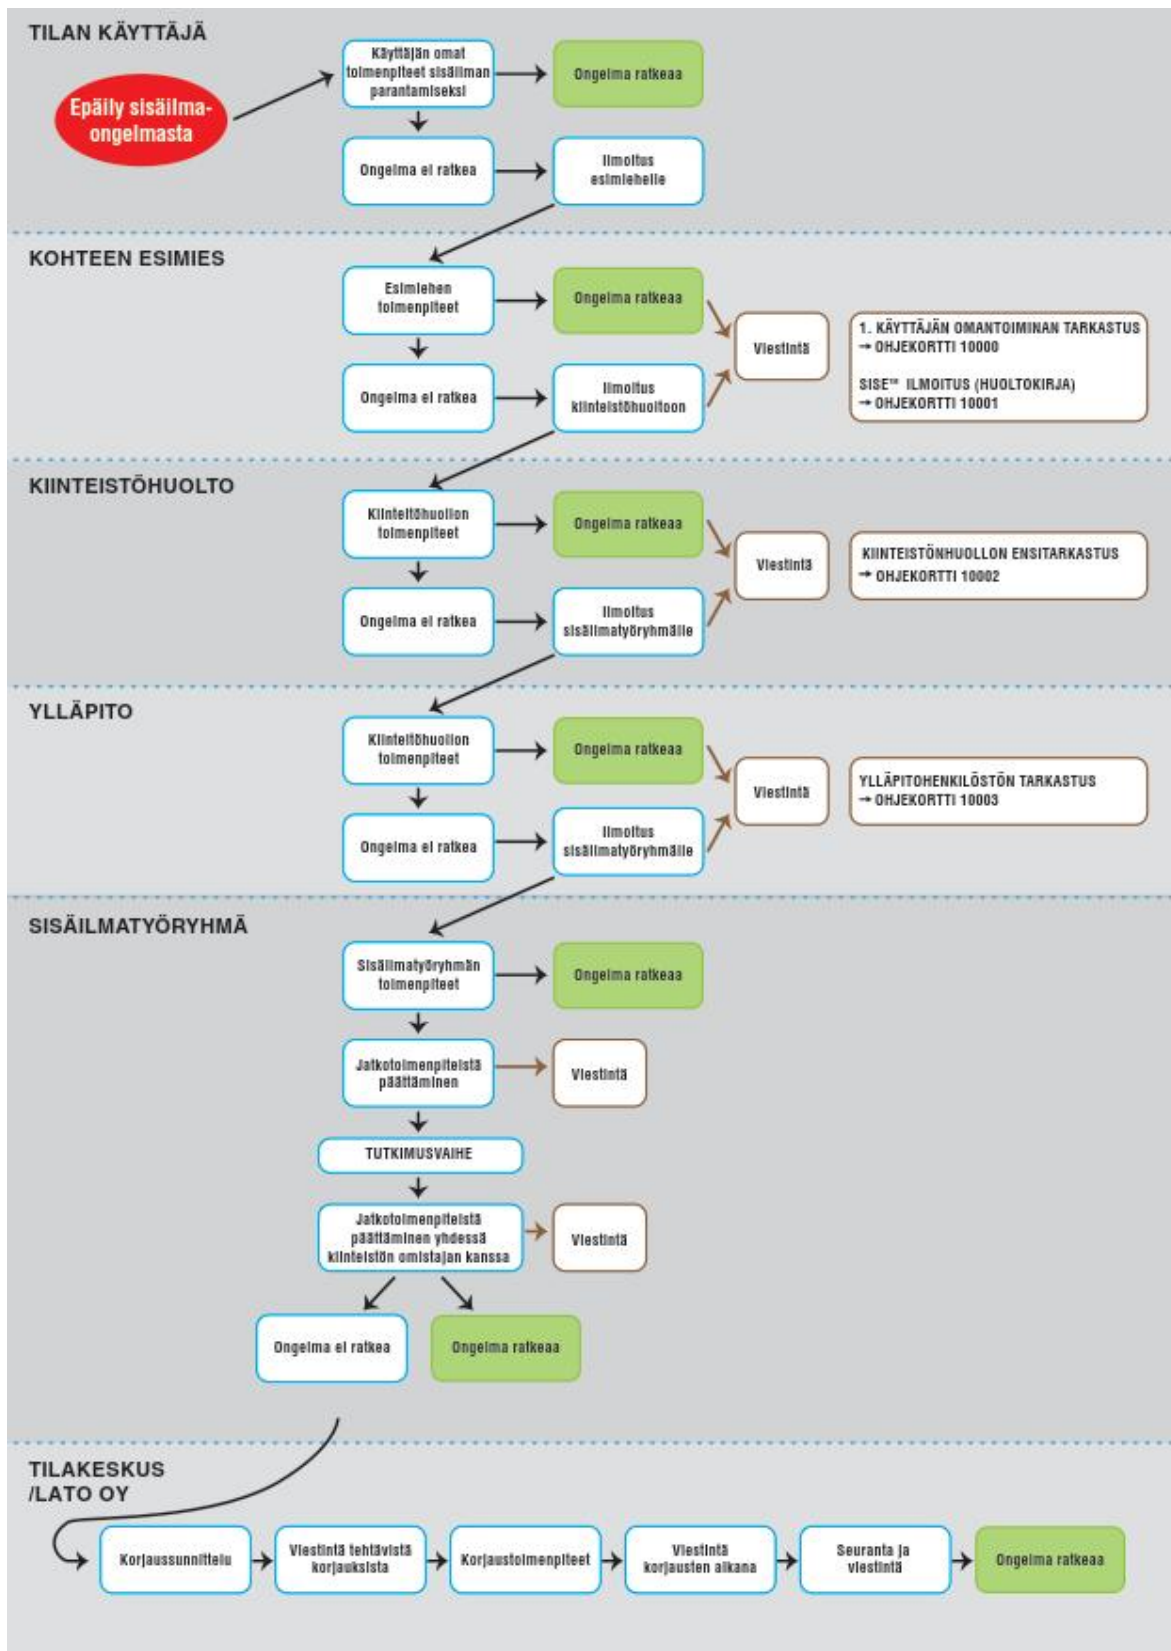 TILAN KÄYTTÄJÄ
Epäily sisäilma-
ongelmasta
Käyttäjän omat
toimenpiteet sisäilman
parantamiseksi
Ongelma ratkeaa
Ongelma ei ratkea
Ilmoitus
esimiehelle
KOHTEEN ESIMIES
Esimiehen
toimenpiteet
Ongelma ratkeaa
Viestintä
1. KÄYTTÄJÄN OMANTOIMINAN TARKASTUS
→ OHJEKORTTI 10000
SISE™ ILMOITUS (HUOLTOKIRJA)
→ OHJEKORTTI 10001
Ongelma ei ratkea
Ilmoitus
kiinteistöhuoltoon
KIINTEISTÖHUOLTO
Kiinteitöhuollon
toimenpiteet
Ongelma ratkeaa
Viestintä
KIINTEISTÖNHUOLLON ENSITARKASTUS
→ OHJEKORTTI 10002
Ongelma ei ratkea
Ilmoitus
sisäilmatyöryhmälle
YLLÄPITO
Kiinteitöhuollon
toimenpiteet
Ongelma ratkeaa
Viestintä
YLLÄPITOHENKILÖSTÖN TARKASTUS
→ OHJEKORTTI 10003
Ongelma ei ratkea
Ilmoitus
sisäilmatyöryhmälle
SISÄILMATYÖRYHMÄ
Sisäilmatyöryhmän
toimenpiteet
Ongelma ratkeaa
Jatkotoimenpiteistä
päättäminen
Viestintä
TUTKIMUSVAIHE
Jatkotoimenpiteistä
päättäminen yhdessä
kiinteistön omistajan kanssa
Viestintä
Ongelma ei ratkea
Ongelma ratkeaa
TILAKESKUS
/LATO OY
Korjaussunnittelu
Viestintä tehtävistä
korjauksista
Korjaustoimenpiteet
Viestintä
korjausten aikana
Seuranta ja
viestintä
Ongelma ratkeaa